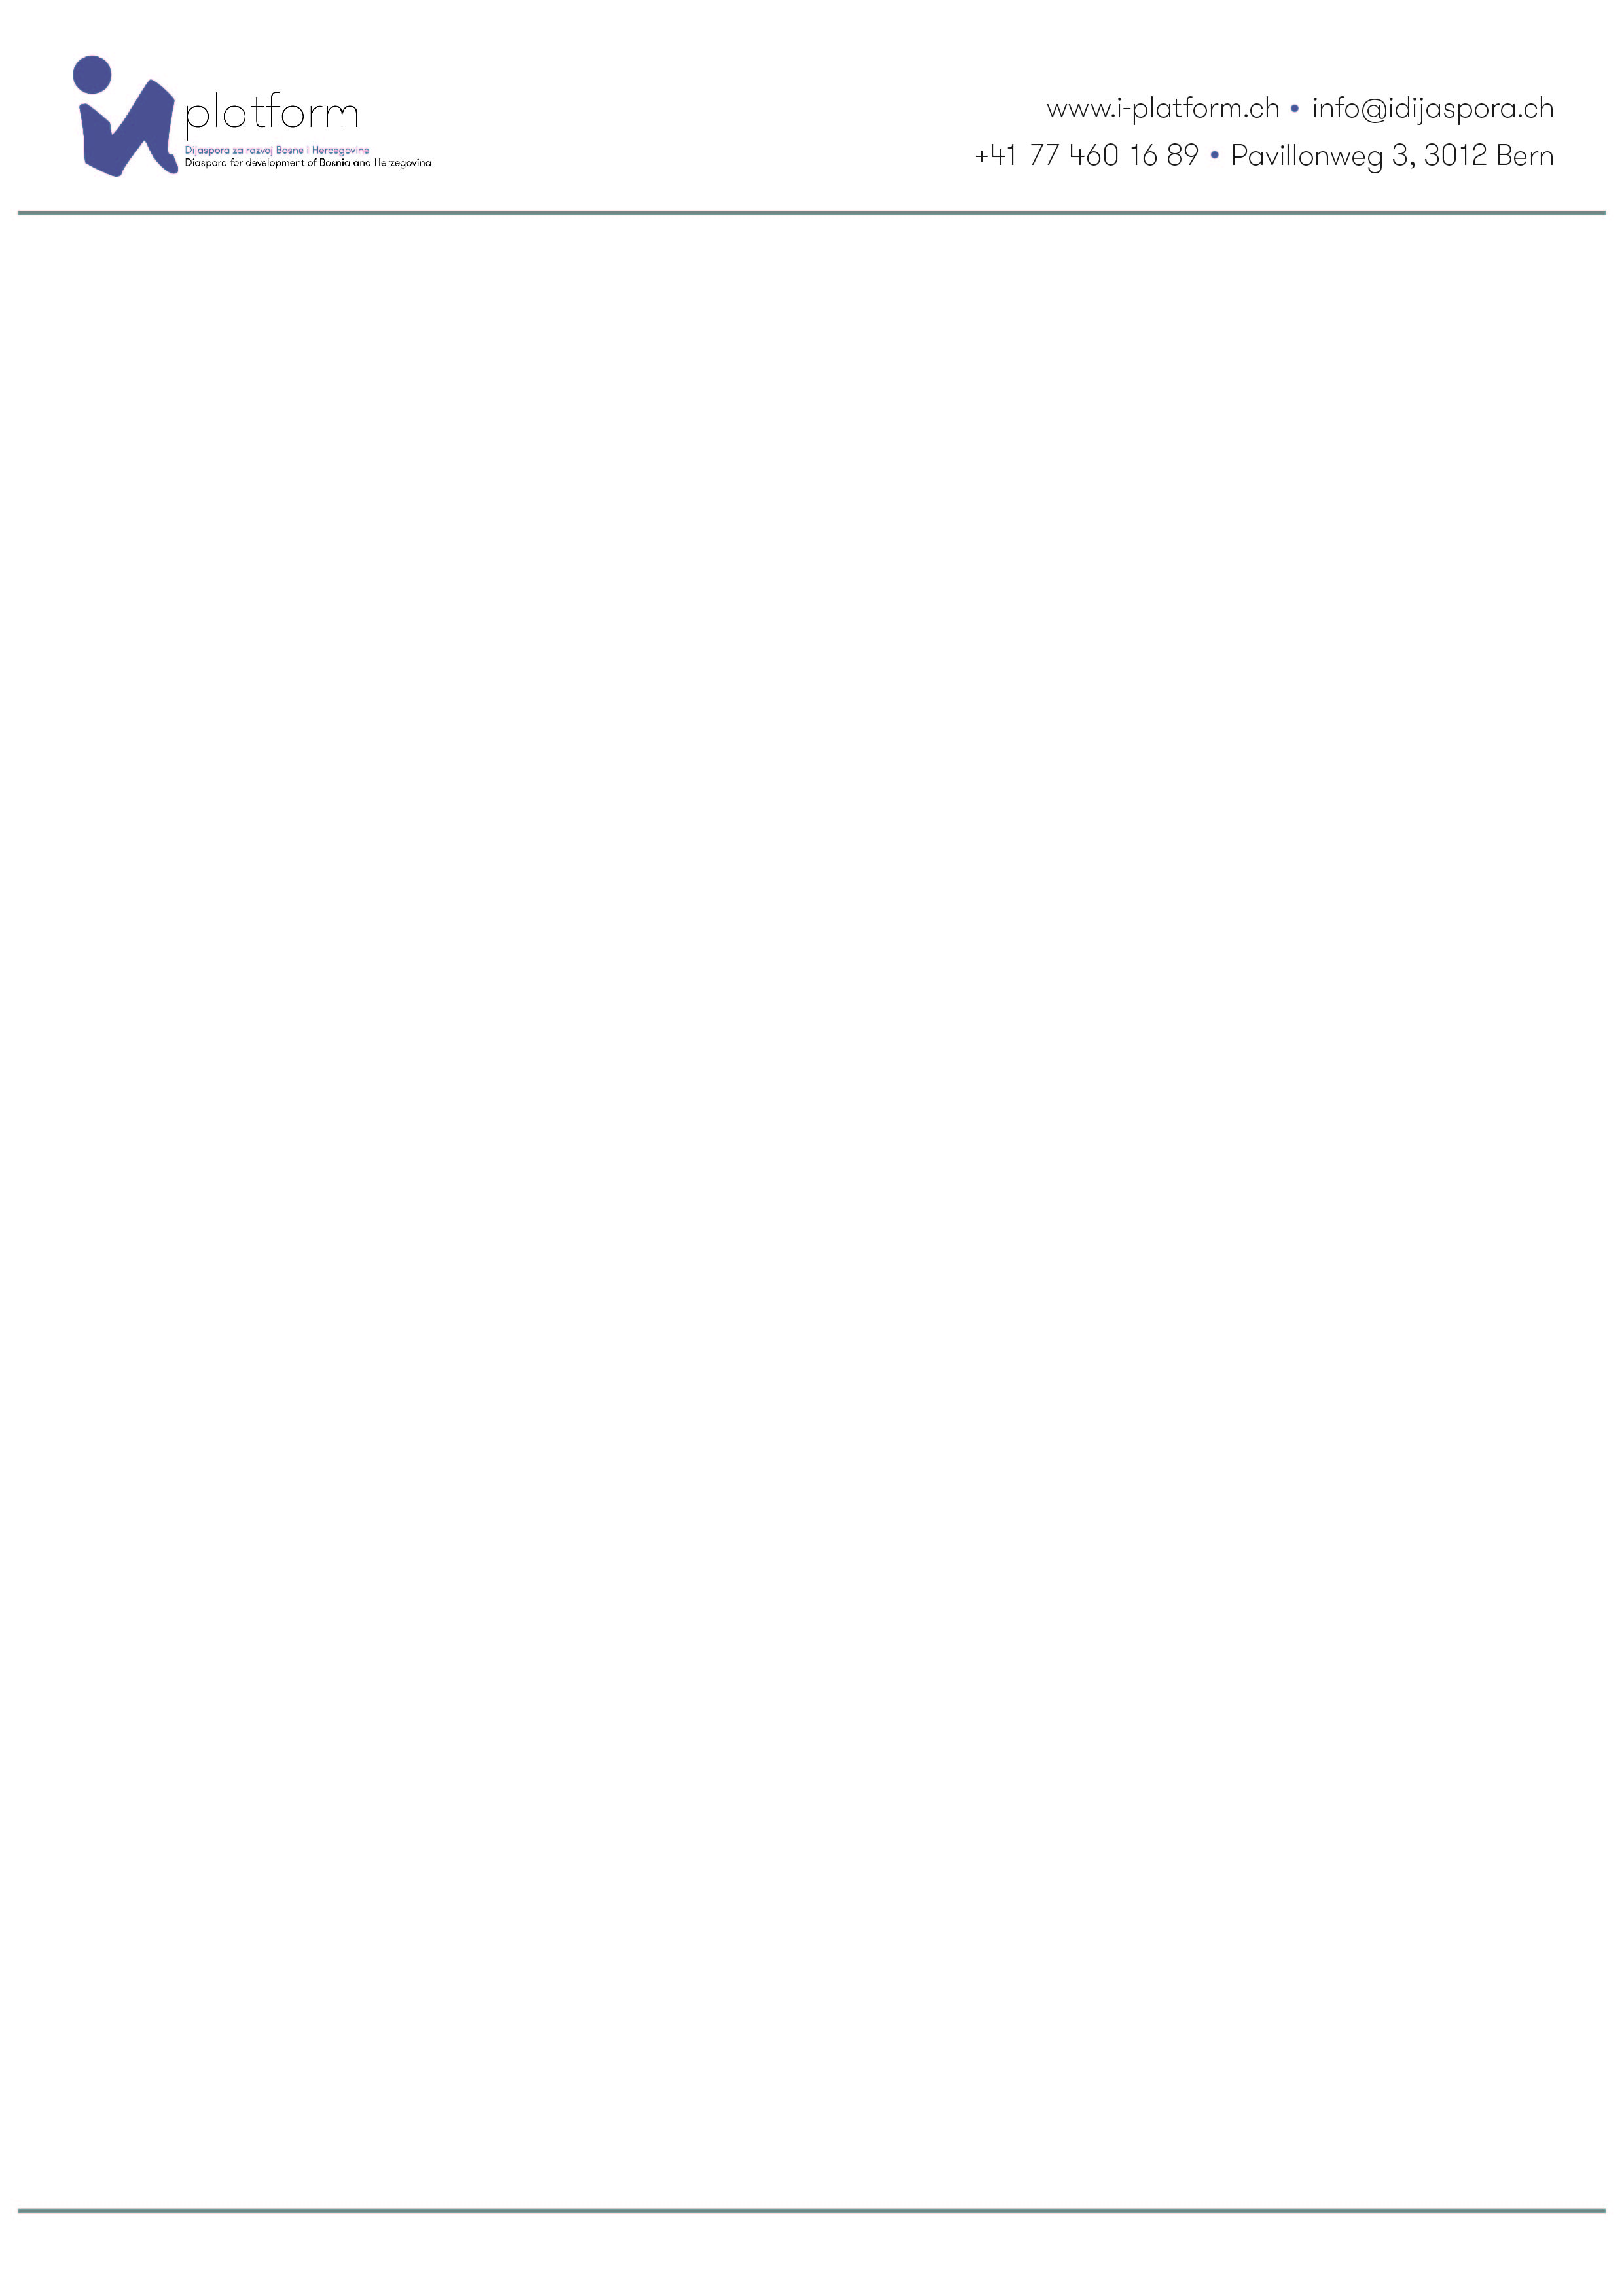 platform
Dijaspora za razvoj Bosne i Hercegovine
Diaspora for development of Bosnia and Herzegovina
www.i-platform.ch • info@idijaspora.ch
+41 77 460 16 89 • Pavillonweg 3, 3012 Bern